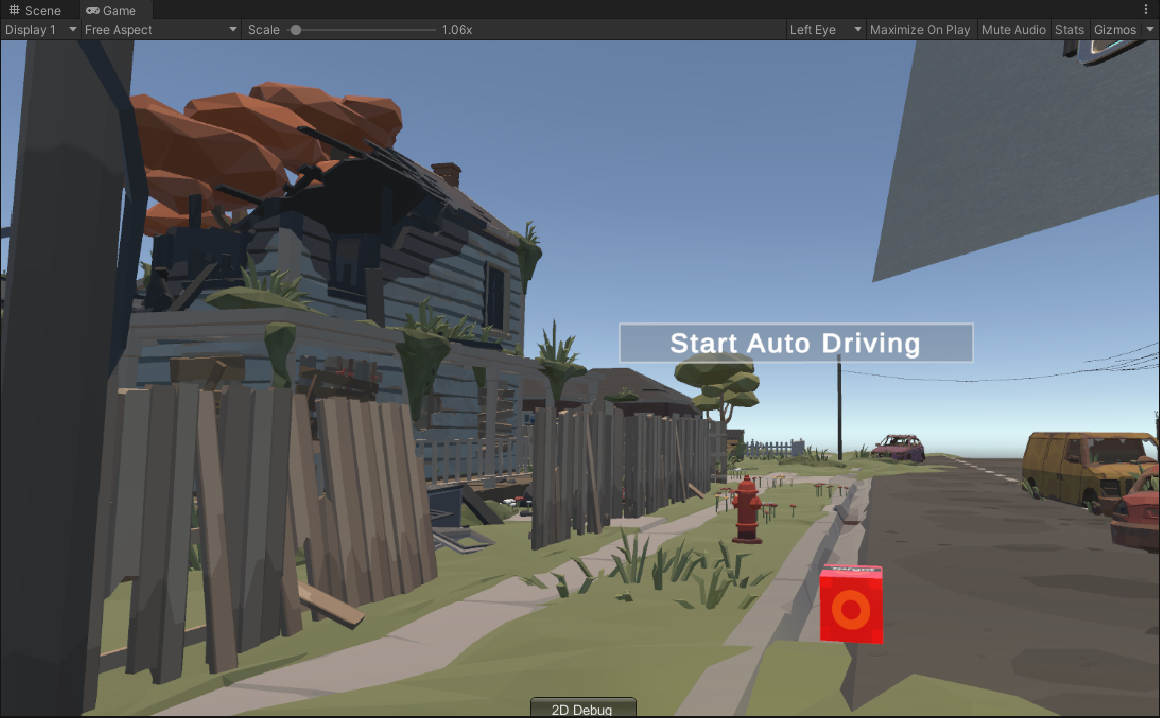 Scene Game
Display 1 Free Aspect Scale 1.06x Left Eye Maximize On Play Mute Audio Stats Gizmos
Start Auto Driving
2D Debug